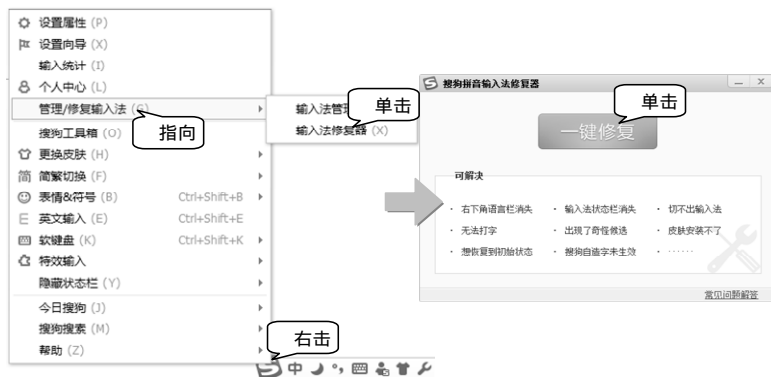 设置属性 (P)
设置向导 (X)
输入统计 (I)
个人中心 (L)
管理/修复输入法 (G)
指向
输入法管
单击
输入法修复器 (X)
搜狗工具箱 (O)
更换皮肤 (H)
简 简繁切换 (F)
表情&符号 (B) Ctrl+Shift+B
E 英文输入 (E) Ctrl+Shift+E
软键盘 (K) Ctrl+Shift+K
特效输入
隐藏状态栏 (Y)
今日搜狗 (J)
搜狗搜索 (M)
帮助 (Z)
右击
S 中
S 搜狗拼音输入法修复器
单击
一键修复
可解决
· 右下角语言栏消失 · 输入法状态栏消失 · 切不出输入法
· 无法打字 · 出现了奇怪候选 · 皮肤安装不了
· 想恢复到初始状态 · 搜狗自造字未生效 · ······
常见问题解答